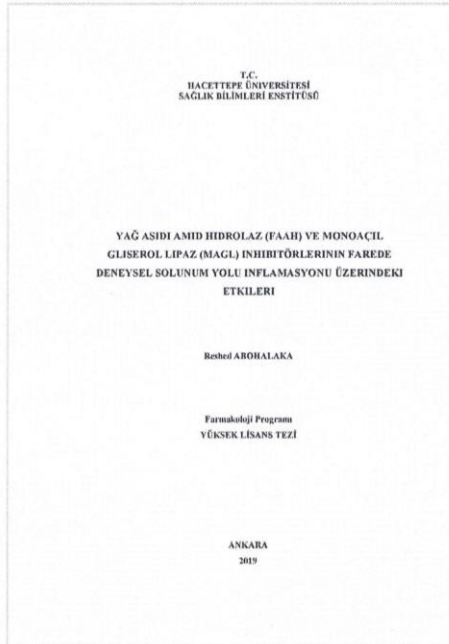 T.C.
HACETTEPE ÜNİVERSİTESİ
SAĞLIK BİLİMLERİ ENSTİTÜSÜ
YAĞ ASIDI AMID HIDROLAZ (FAAH) VE MONOAÇIL
GLISEROL LIPAZ (MAGL) INHIBITÖRLERININ FAREDE
DENEYSEL SOLUNUM YOLU INFLAMASYONU ÜZERINDEKI
ETKILERI
Reshed ABOHALAKA
Farmakoloji Programı
YÜKSEK LİSANS TEZİ
ANKARA
2019